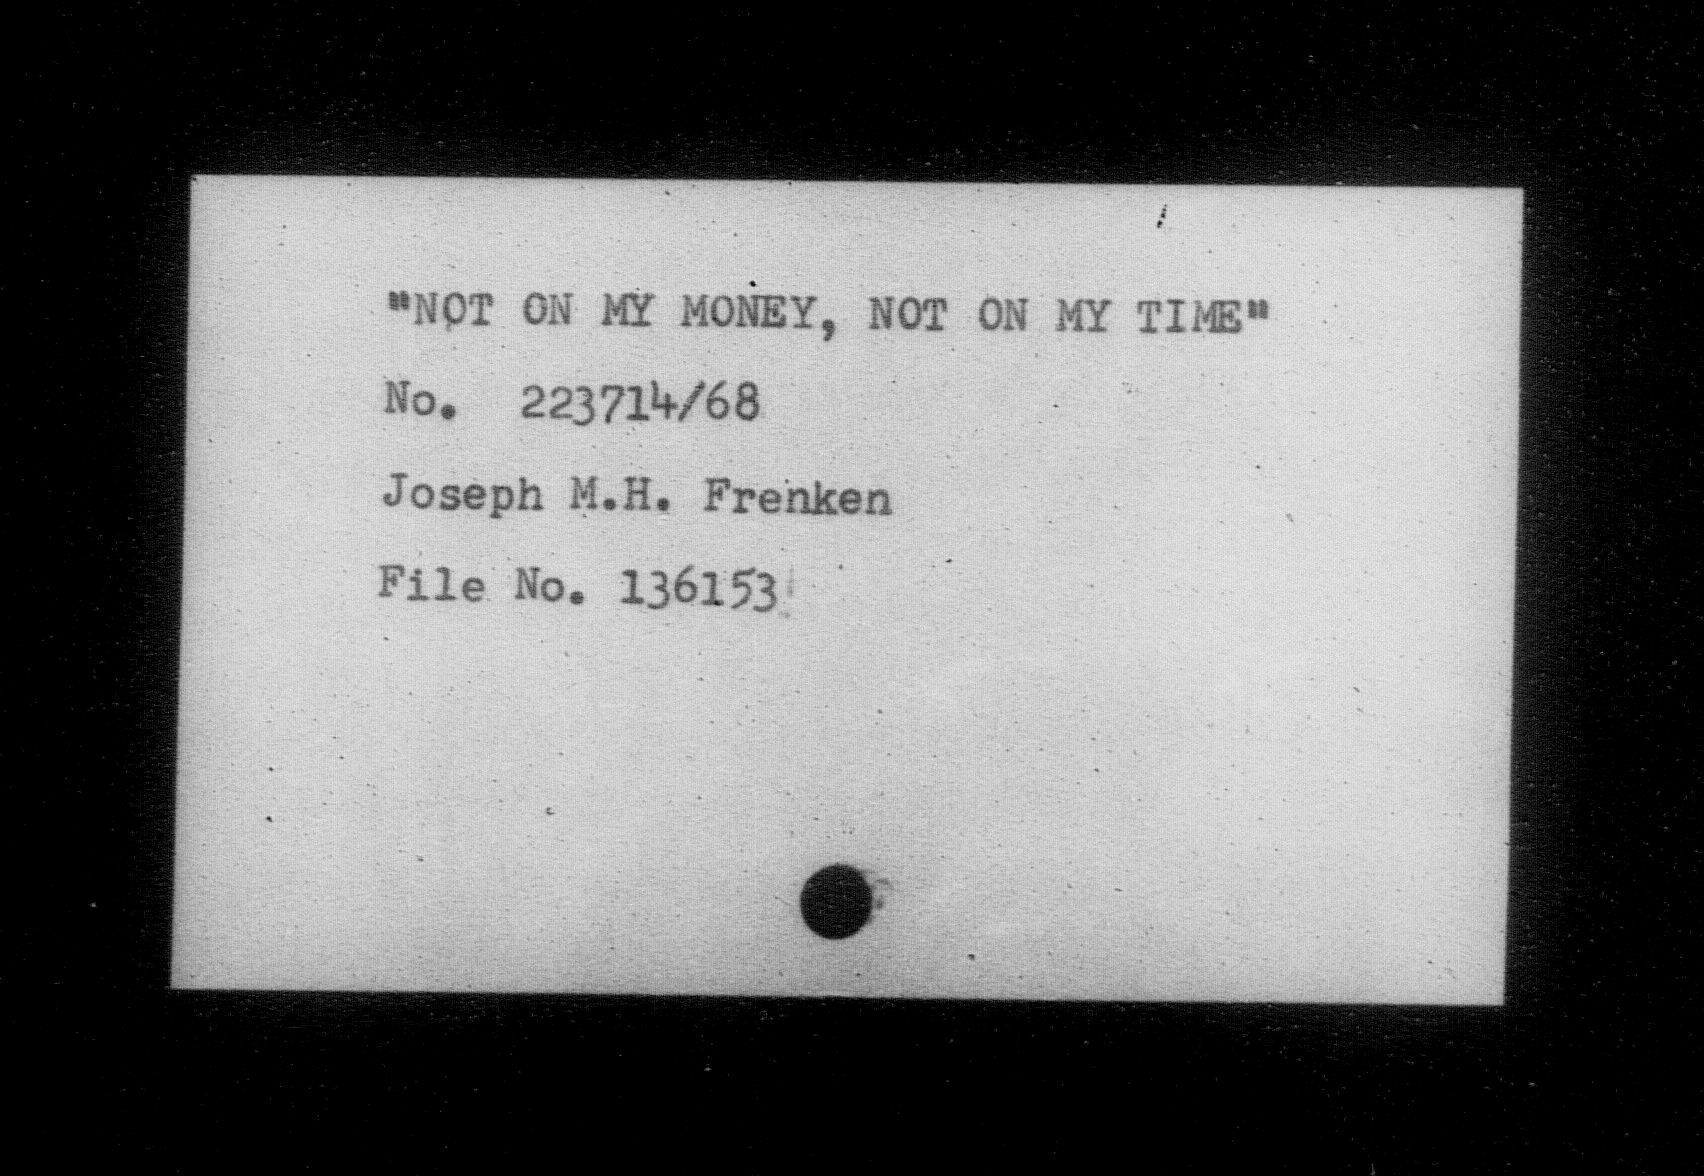 "NOT ON MY MONEY, NOT ON MY TIME"
No. 223714/68
Joseph M.H. Frenken
File No. 136153